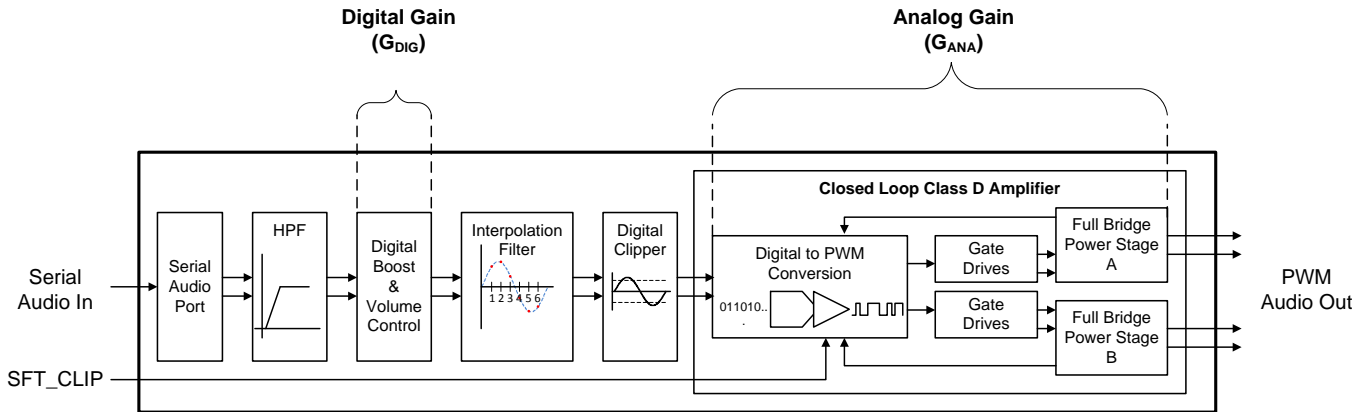 Digital Gain
(GDIG)
Analog Gain
(GANA)
Closed Loop Class D Amplifier
Serial
Audio In
Serial
Audio
Port
HPF
Digital
Boost
&
Volume
Control
Interpolation
Filter
1 2 3 4 5 6
Digital
Clipper
Digital to PWM
Conversion
011010..
.
Gate
Drives
Gate
Drives
Full Bridge
Power Stage
A
Full Bridge
Power Stage
B
PWM
Audio Out
SFT_CLIP